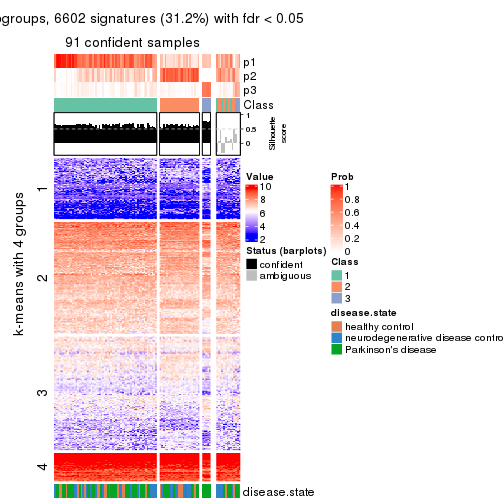 ogroups, 6602 signatures (31.2%) with fdr < 0.05
91 confident samples
p1
p2
p3
Class
1
0.5
0
Silhouette
score
k-means with 4 groups
1
2
3
4
Value
10
8
6
4
2
Status (barplots)
confident
ambiguous
Prob
1
0.8
0.6
0.4
0.2
0
Class
1
2
3
disease.state
healthy control
neurodegenerative disease contro
Parkinson's disease
disease.state